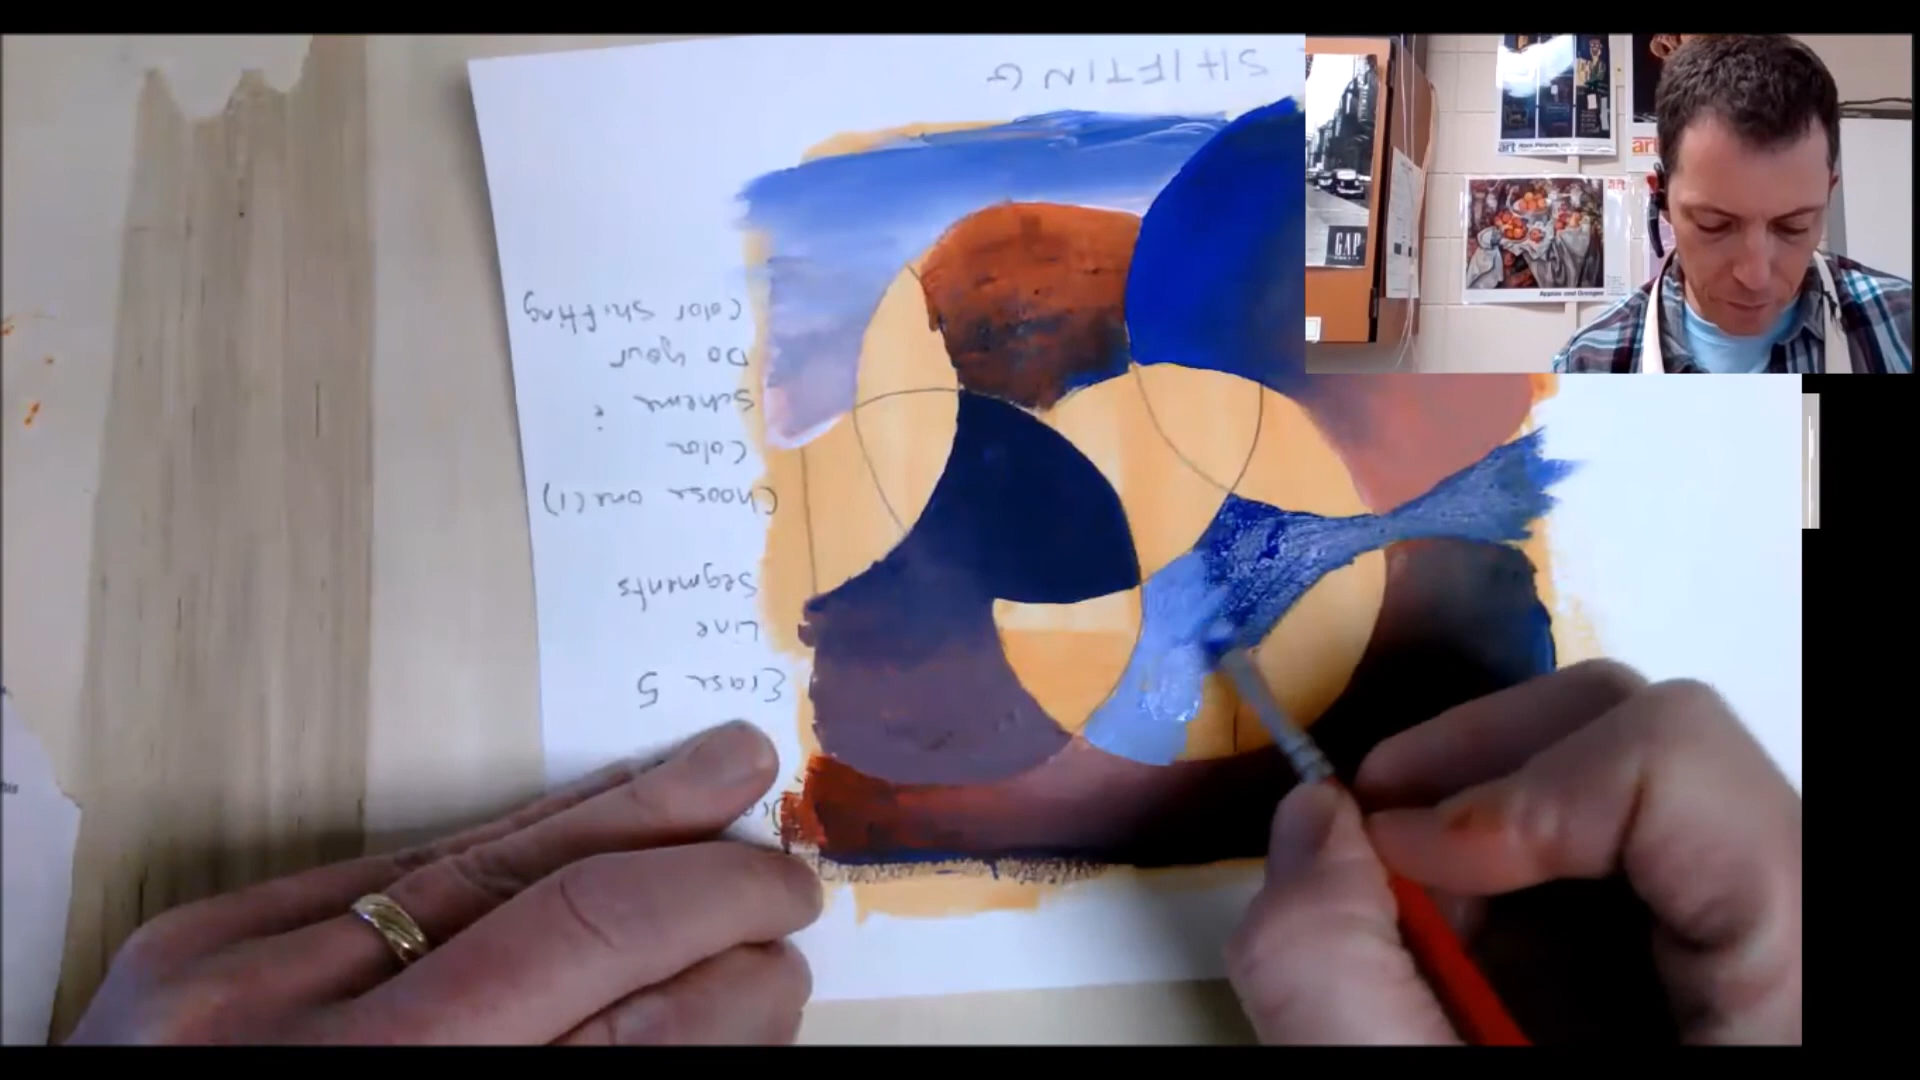 Erase 5
Line
Segments
Choose one(1)
Color
Scheme &
Do your
Color Shifting
SHIFTING
GAP
art
art
Apples and Oranges